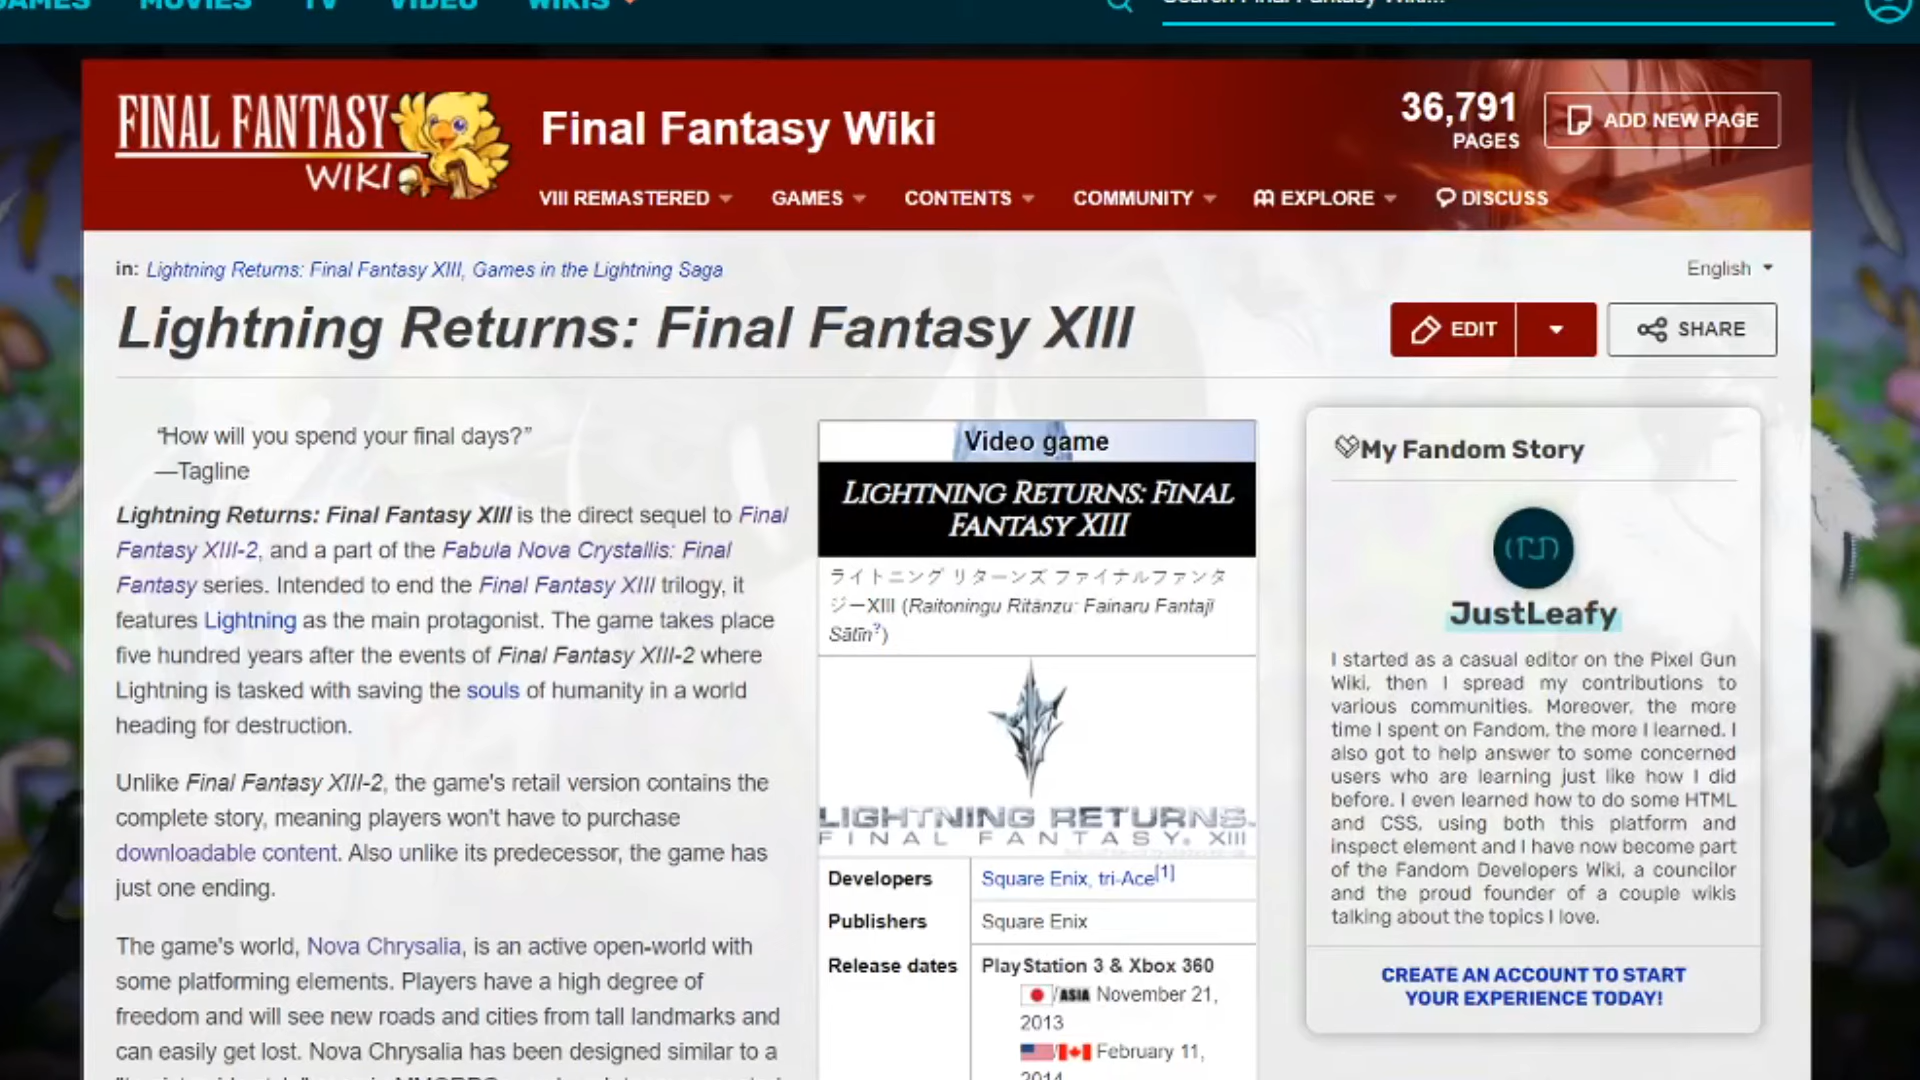 GAMES MOVIES TV VIDEO WIKIS
Search Final Fantasy Wiki...
FINAL FANTASY
WIKI
Final Fantasy Wiki
36,791
PAGES
ADD NEW PAGE
VIII REMASTERED GAMES CONTENTS COMMUNITY EXPLORE DISCUSS
in: Lightning Returns: Final Fantasy XIII, Games in the Lightning Saga
English
Lightning Returns: Final Fantasy XIII
EDIT
SHARE
"How will you spend your final days?"
—Tagline
Lightning Returns: Final Fantasy XIII is the direct sequel to Final
Fantasy XIII-2, and a part of the Fabula Nova Crystallis: Final
Fantasy series. Intended to end the Final Fantasy XIII trilogy, it
features Lightning as the main protagonist. The game takes place
five hundred years after the events of Final Fantasy XIII-2 where
Lightning is tasked with saving the souls of humanity in a world
heading for destruction.
Unlike Final Fantasy XIII-2, the game's retail version contains the
complete story, meaning players won't have to purchase
downloadable content. Also unlike its predecessor, the game has
just one ending.
The game's world, Nova Chrysalia, is an active open-world with
some platforming elements. Players have a high degree of
freedom and will see new roads and cities from tall landmarks and
can easily get lost. Nova Chrysalia has been designed similar to a
Video game
LIGHTNING RETURNS: FINAL
FANTASY XIII
ライトニング リターンズ ファイナルファンタ
ジーXIII (Raitoningu Ritānzu: Fainaru Fantajī
Sātīn?)
LIGHTNING RETURNS
FINAL FANTASY XIII
Developers Square Enix, tri-Ace[1]
Publishers Square Enix
Release dates PlayStation 3 & Xbox 360
/ASIA November 21,
2013
/ February 11,
2014
My Fandom Story
JustLeafy
I started as a casual editor on the Pixel Gun
Wiki, then I spread my contributions to
various communities. Moreover, the more
time I spent on Fandom, the more I learned. I
also got to help answer to some concerned
users who are learning just like how I did
before. I even learned how to do some HTML
and CSS, using both this platform and
inspect element and I have now become part
of the Fandom Developers Wiki, a councilor
and the proud founder of a couple wikis
talking about the topics I love.
CREATE AN ACCOUNT TO START
YOUR EXPERIENCE TODAY!